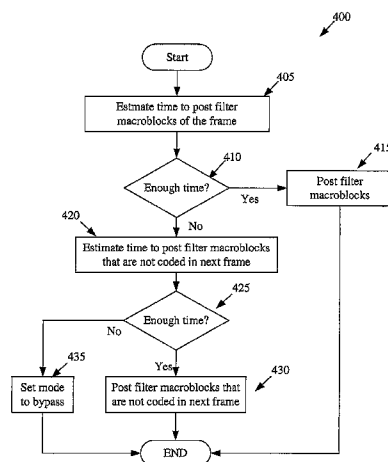 400
Start
405
Estmate time to post filter
macroblocks of the frame
410
415
Enough time?
Yes
Post filter
macroblocks
No
420
Estimate time to post filter macroblocks
that are not coded in next frame
425
Enough time?
No
Yes
435
Set mode
to bypass
430
Post filter macroblocks that
are not coded in next frame
END